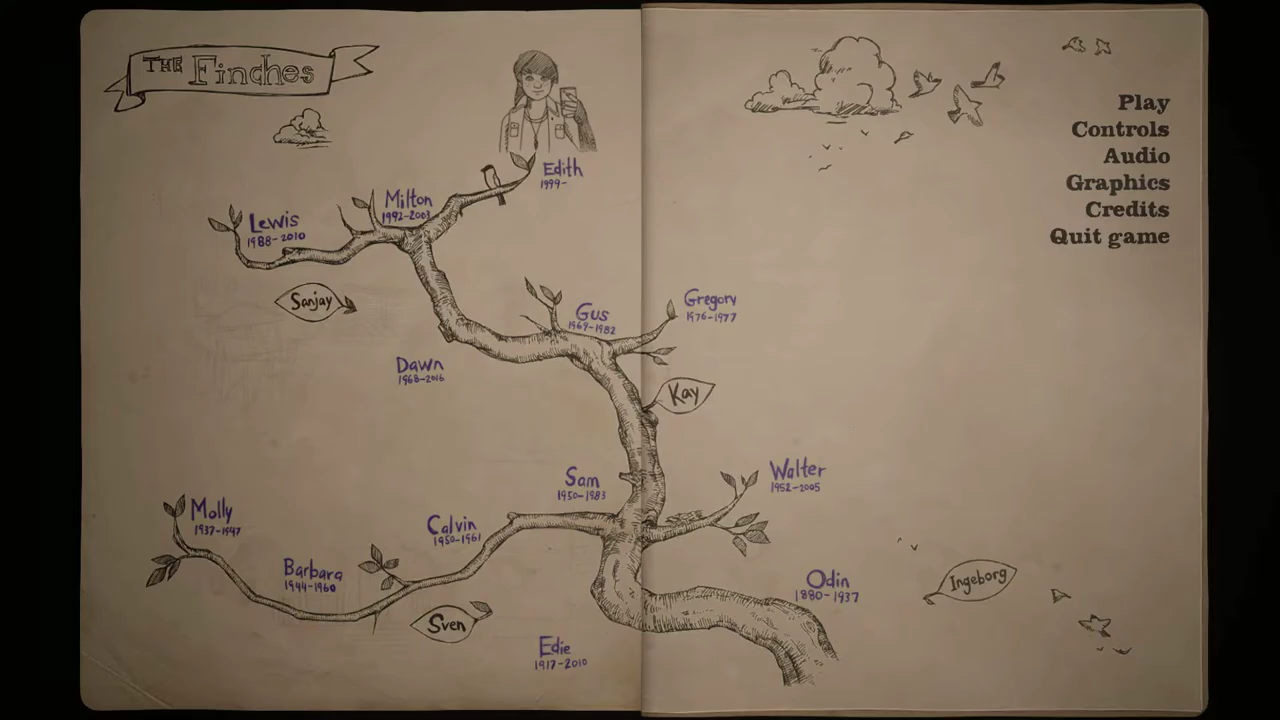 THE Finches
Play
Controls
Audio
Graphics
Credits
Quit game
Edith
1999-
Milton
1992-2003
Lewis
1988-2010
Sanjay
Gregory
1976-1977
Gus
1969-1982
Dawn
1968-2016
Kay
Sam
1950-1983
Walter
1952-2005
Molly
1937-1947
Calvin
1950-1961
Barbara
1944-1960
Odin
1880-1937
Ingeborg
Sven
Edie
1917-2010